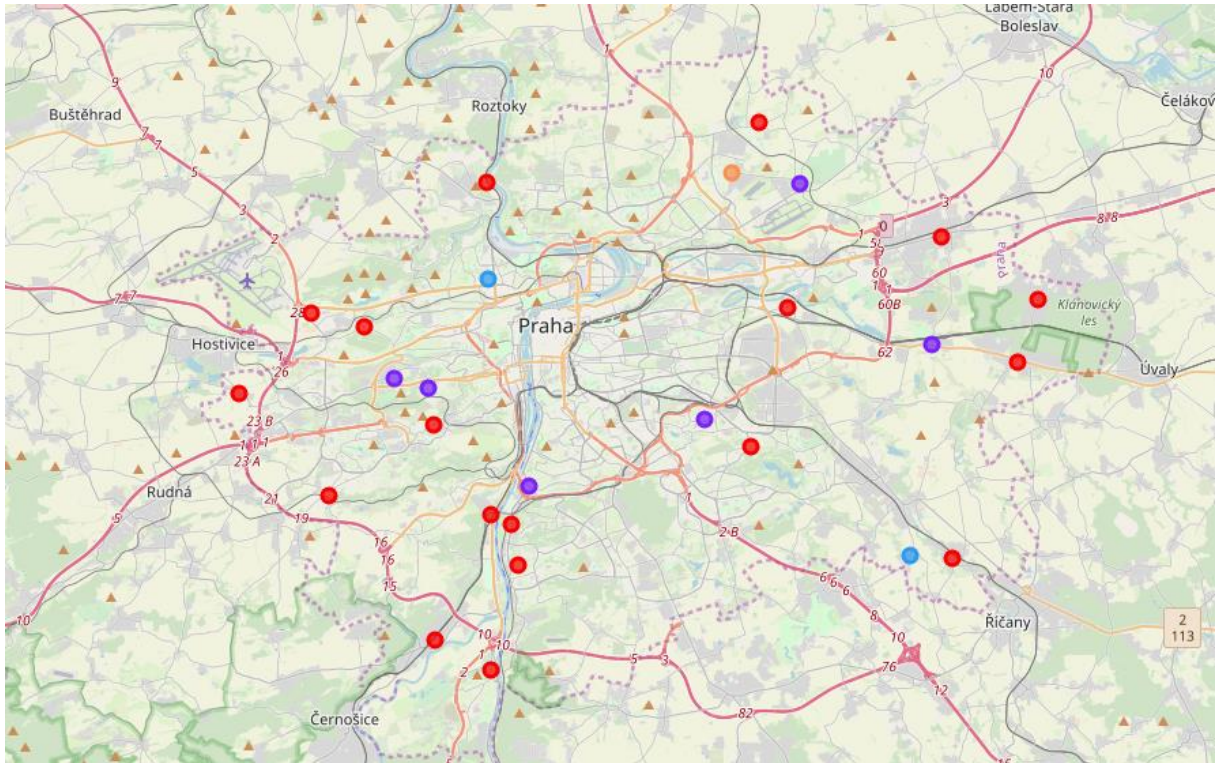 Labem-Stará
Boleslav
1
10
9
Čelákov
Roztoky
Buštěhrad
7
7
5
3
3
0
8.8
2
1
5
9
Praha
60
1
1
28
60B
Klánovický
les
7
7
Praha
Hostivice
1
62
26
Úvaly
23 B
1
1
1
23 A
Rudná
21
1
19
5
2 B
16
16
15
6
6
6
8
2
113
Říčany
10
10
10
10
1
5
3
76
2
12
82
Černošice